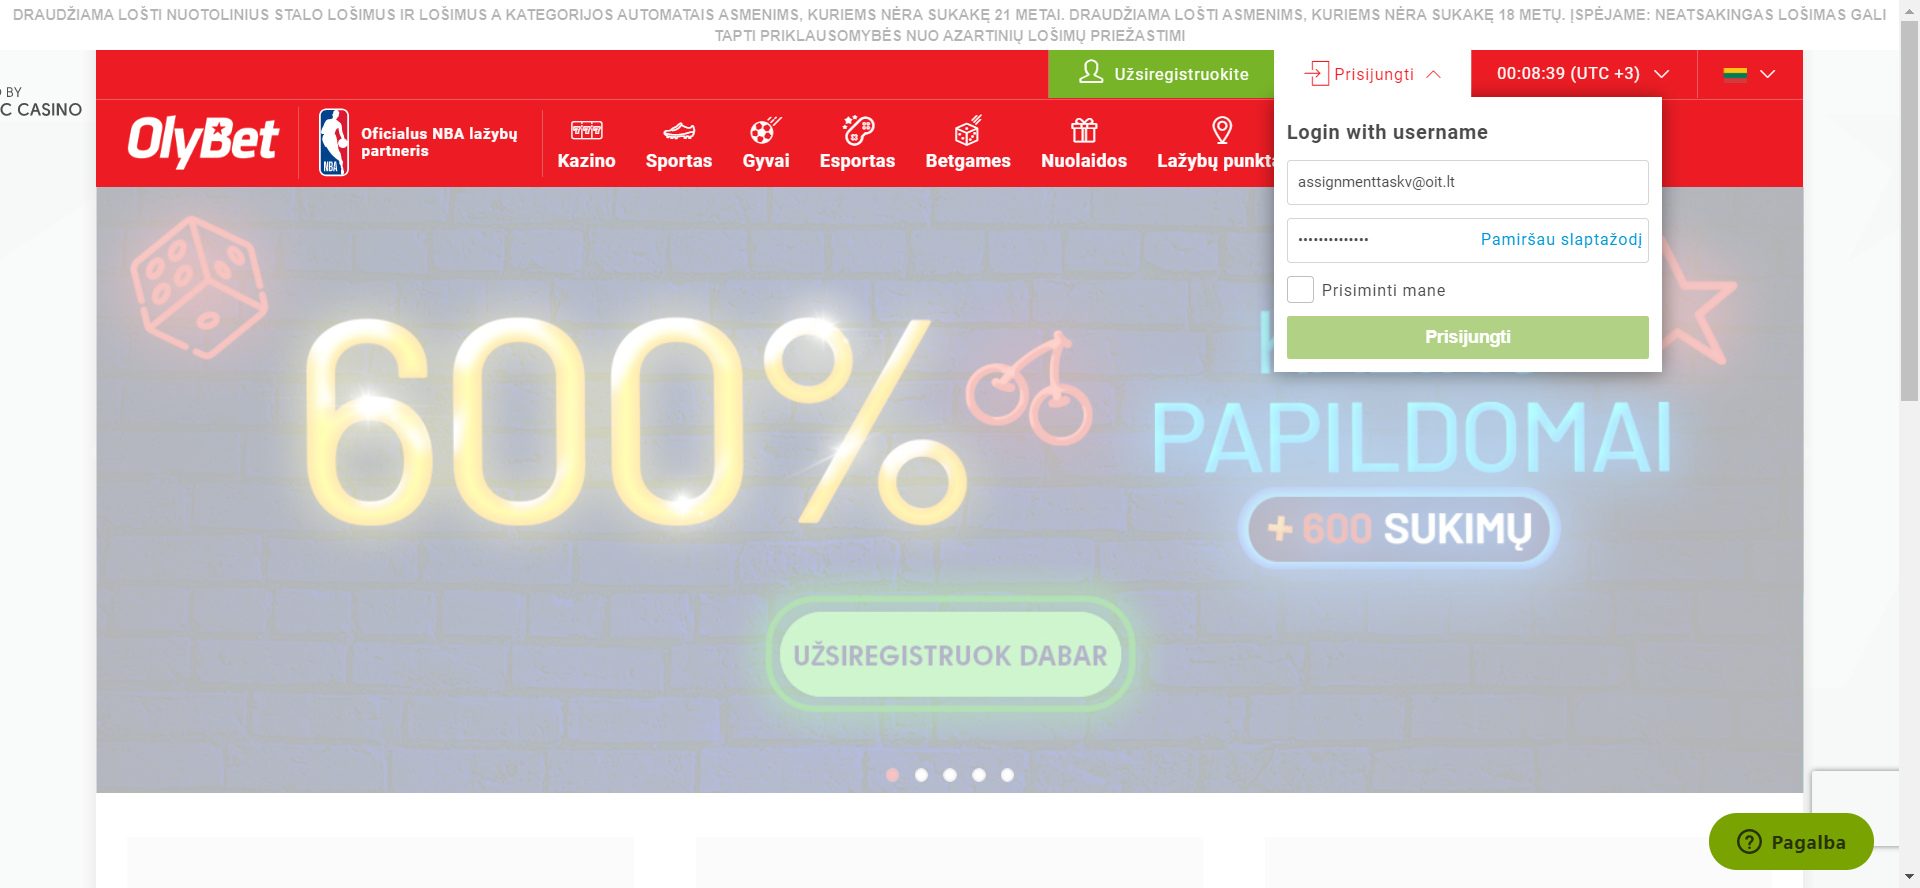 DRAUDŽIAMA LOŠTI NUOTOLINIUS STALO LOŠIMUS IR LOŠIMUS A KATEGORIJOS AUTOMATAIS ASMENIMS, KURIEMS NĖRA SUKAKĘ 21 METAI. DRAUDŽIAMA LOŠTI ASMENIMS, KURIEMS NĖRA SUKAKĘ 18 METŲ. ĮSPĖJAME: NEATSAKINGAS LOŠIMAS GALI
TAPTI PRIKLAUSOMYBĖS NUO AZARTINIŲ LOŠIMŲ PRIEŽASTIMI
Užsiregistruokite
Prisijungti
00:08:39 (UTC +3)
BY
C CASINO
OlyBet
NBA
Oficialus NBA lažybų
partneris
Kazino
Sportas
Gyvai
Esportas
Betgames
Nuolaidos
Lažybų punkta
Login with username
assignmenttaskv@oit.lt
••••••••••••••
Pamiršau slaptažodį
Prisiminti mane
Prisijungti
600%
PAPILDOMAI
+ 600 SUKIMŲ
UŽSIREGISTRUOK DABAR
Pagalba